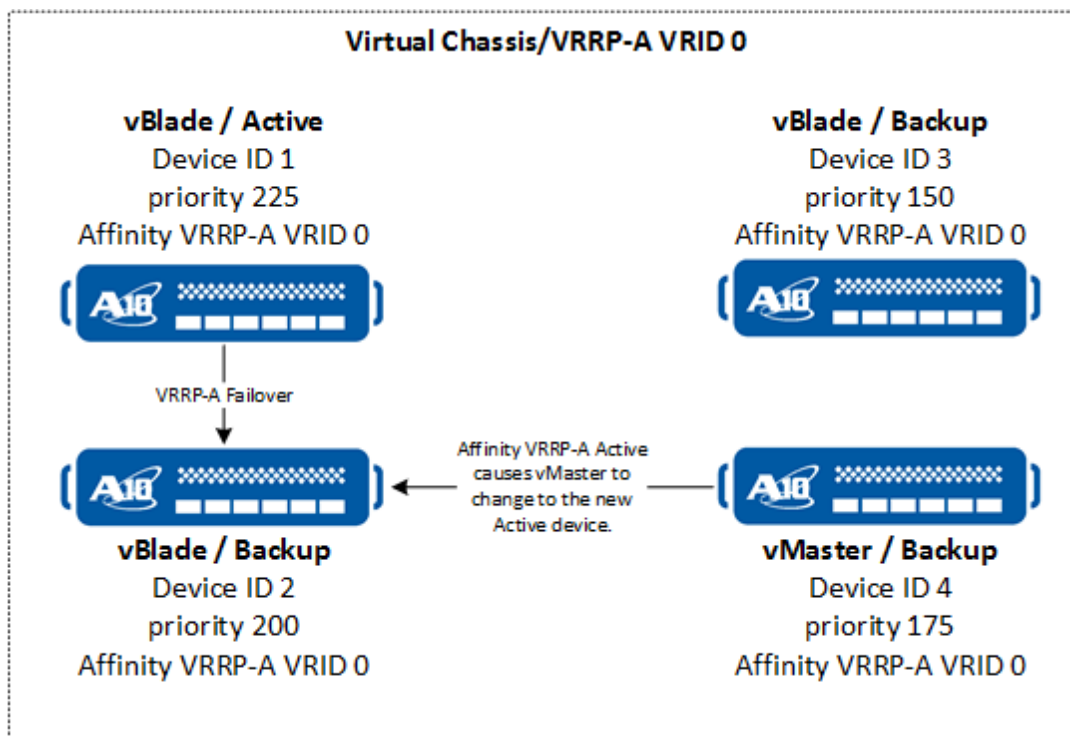 Virtual Chassis/VRRP-A VRID 0
vBlade / Active
Device ID 1
priority 225
Affinity VRRP-A VRID 0
A10
vBlade / Backup
Device ID 3
priority 150
Affinity VRRP-A VRID 0
A10
VRRP-A Failover
A10
vBlade / Backup
Device ID 2
priority 200
Affinity VRRP-A VRID 0
Affinity VRRP-A Active
causes vMaster to
change to the new
Active device.
A10
vMaster / Backup
Device ID 4
priority 175
Affinity VRRP-A VRID 0